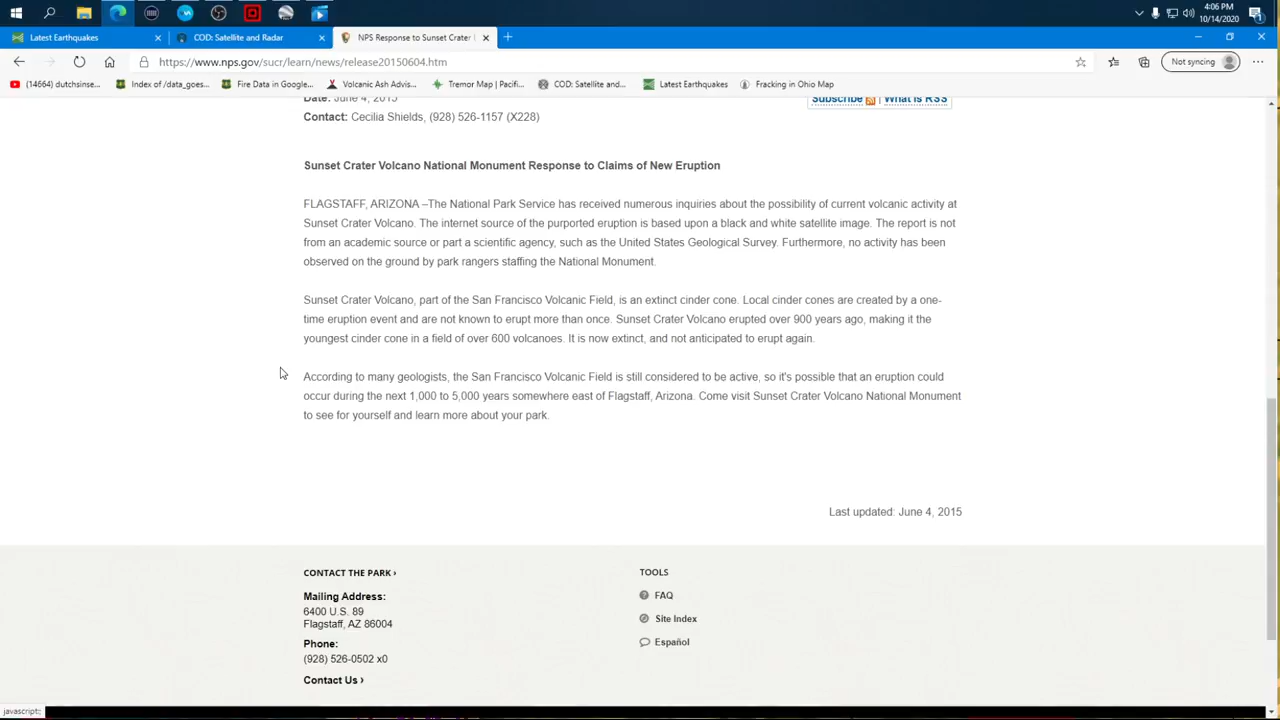 4:06 PM
10/14/2020
Latest Earthquakes
COD: Satellite and Radar
NPS Response to Sunset Crater
https://www.nps.gov/sucr/learn/news/release20150604.htm
Not syncing
(14664) dutchsinse...
Index of /data_goes...
Fire Data in Google...
Volcanic Ash Advis...
Tremor Map | Pacifi...
COD: Satellite and...
Latest Earthquakes
Fracking in Ohio Map
Date: June 4, 2015
Subscribe | What is RSS
Contact: Cecilia Shields, (928) 526-1157 (X228)
Sunset Crater Volcano National Monument Response to Claims of New Eruption
FLAGSTAFF, ARIZONA –The National Park Service has received numerous inquiries about the possibility of current volcanic activity at
Sunset Crater Volcano. The internet source of the purported eruption is based upon a black and white satellite image. The report is not
from an academic source or part a scientific agency, such as the United States Geological Survey. Furthermore, no activity has been
observed on the ground by park rangers staffing the National Monument.
Sunset Crater Volcano, part of the San Francisco Volcanic Field, is an extinct cinder cone. Local cinder cones are created by a one-
time eruption event and are not known to erupt more than once. Sunset Crater Volcano erupted over 900 years ago, making it the
youngest cinder cone in a field of over 600 volcanoes. It is now extinct, and not anticipated to erupt again.
According to many geologists, the San Francisco Volcanic Field is still considered to be active, so it's possible that an eruption could
occur during the next 1,000 to 5,000 years somewhere east of Flagstaff, Arizona. Come visit Sunset Crater Volcano National Monument
to see for yourself and learn more about your park.
Last updated: June 4, 2015
CONTACT THE PARK ›
Mailing Address:
6400 U.S. 89
Flagstaff, AZ 86004
Phone:
(928) 526-0502 x0
Contact Us ›
TOOLS
FAQ
Site Index
Español
javascript:;